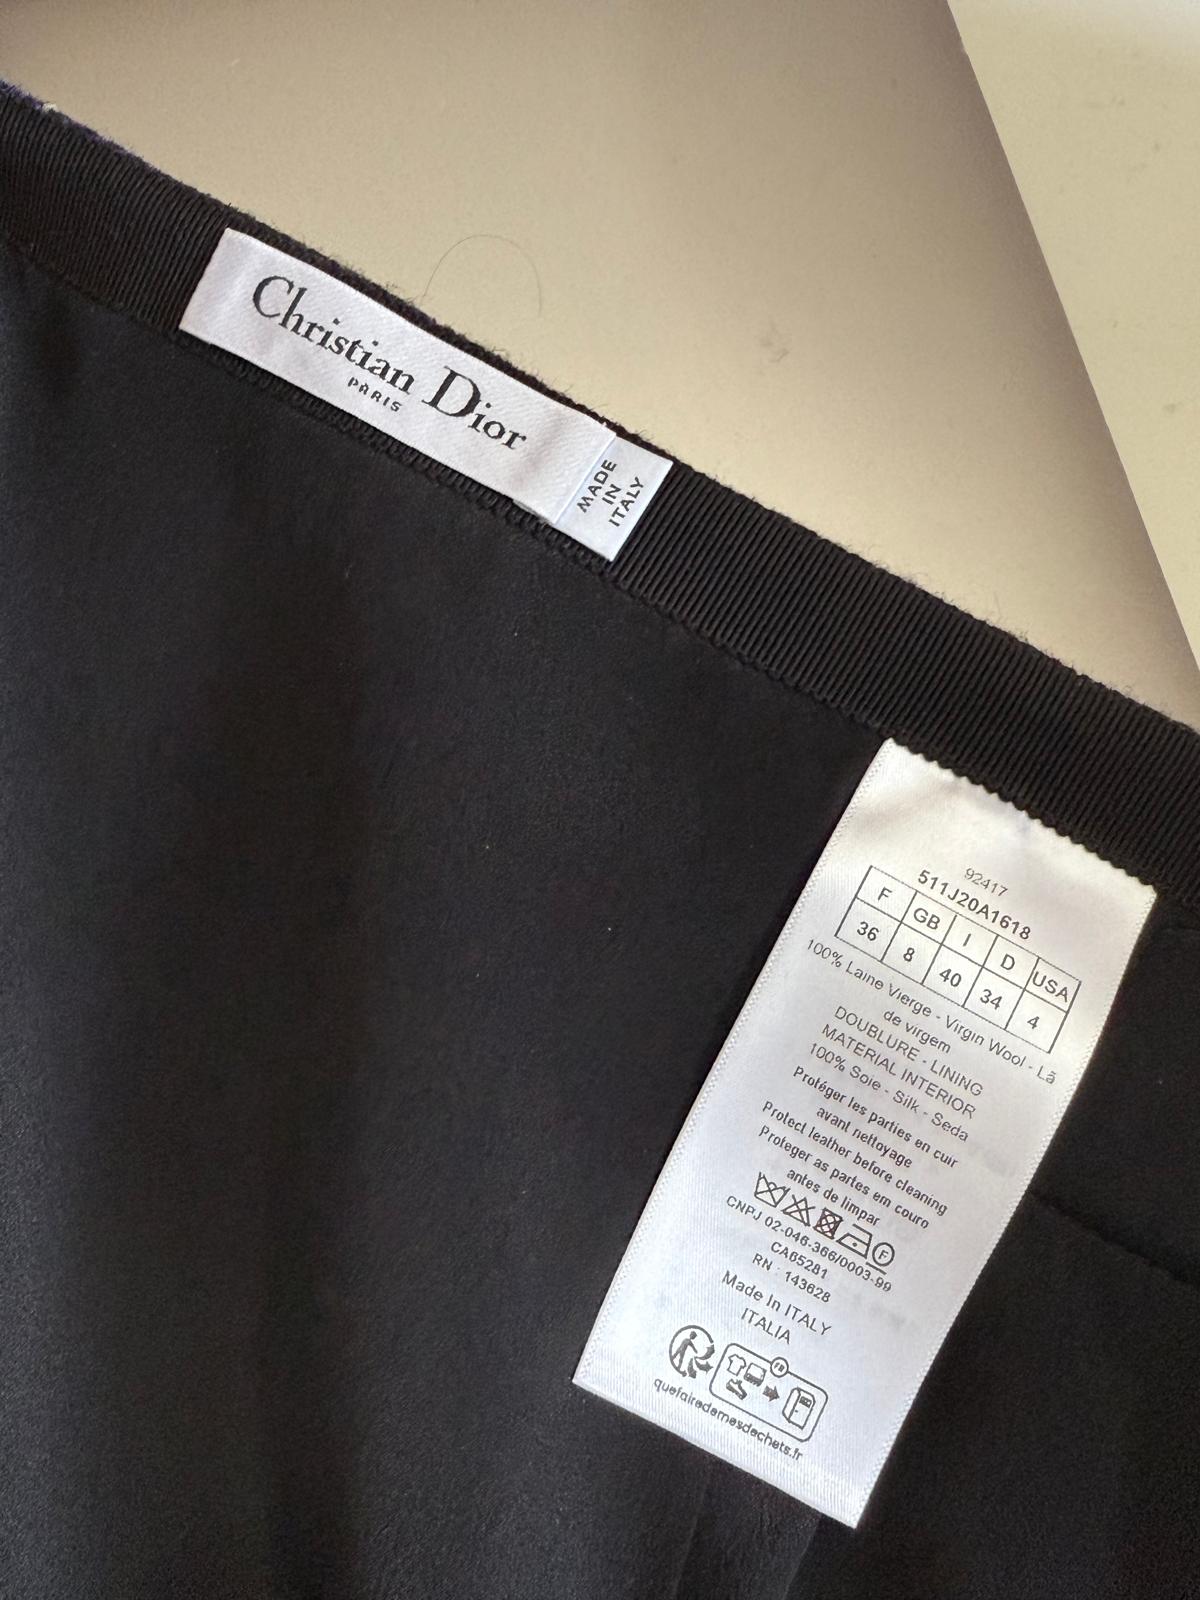 Christian Dior
PARIS
MADE
IN
ITALY
92417
511J20A1618
F GB I D USA
36 8 40 34 4
100% Laine Vierge - Virgin Wool - Lã
de virgem
DOUBLURE - LINING
MATERIAL INTERIOR
100% Soie - Silk - Seda
Protéger les parties en cuir
avant nettoyage
Protect leather before cleaning
Proteger as partes em couro
antes de limpar
F
CNPJ 02-046-366/0003-99
CA65281
RN : 143628
Made In ITALY
ITALIA
FR
quefairedemesdechets.fr